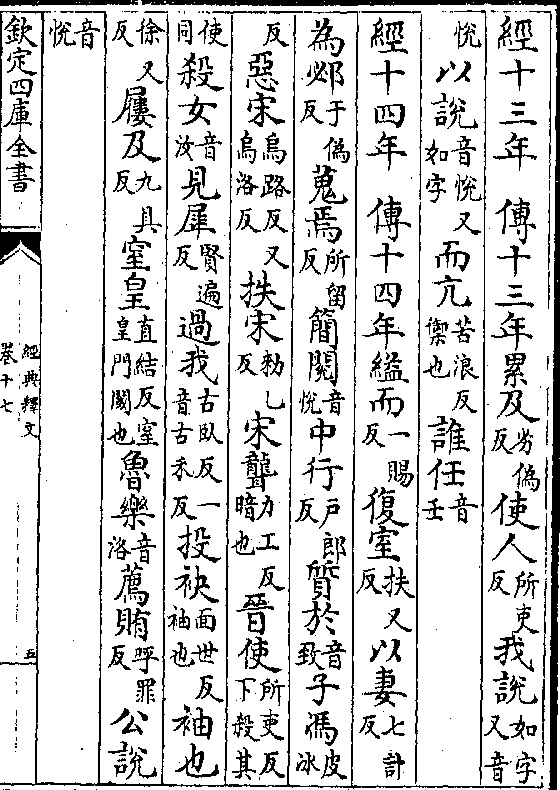 經十三年　傳十三年累及劣偽反使人所吏反我說如字又音
悅以說音悅又如字而亢苦浪反禦也誰任音壬
經十四年　傳十四年縊而一賜反復室扶又反以妻七計反
為邲于偽反蒐焉所留反簡閱音悅中行户郎反質於音致子馮皮冰
反惡宋烏路反又烏洛反抶宋勑乙反宋聾力工反暗也晉使所吏反下殺其
使同殺女音汝見犀賢遍反過我古臥反一音古禾反投袂面世反袖也袖也
徐又反屨及九具反窒皇直結反窒皇門闕也魯樂音洛薦賄呼罪反公說
音悅
欽定四庫全書
經典釋文
卷十七
五